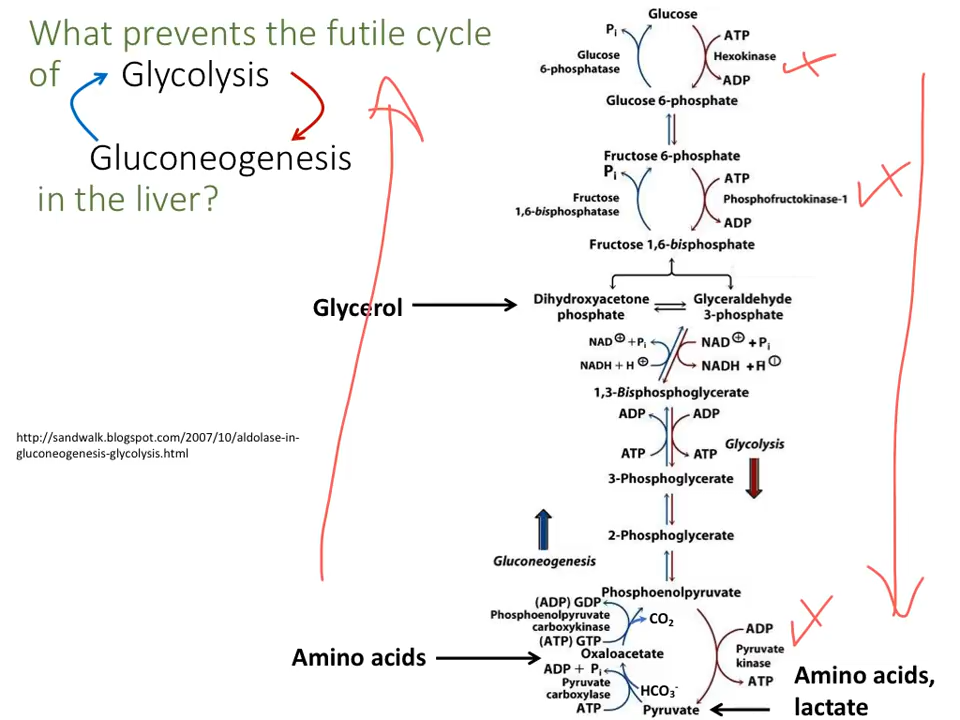 What prevents the futile cycle
of Glycolysis
Gluconeogenesis
in the liver?
Glucose
Pi
ATP
Glucose
6-phosphatase
Hexokinase
ADP
Glucose 6-phosphate
Fructose 6-phosphate
Pi
ATP
Fructose
1,6-bisphosphatase
Phosphofructokinase-1
ADP
Fructose 1,6-bisphosphate
Glycerol
Dihydroxyacetone
phosphate
Glyceraldehyde
3-phosphate
NAD⊕ +Pi
NAD⊕ +Pi
NADH + H⊕
NADH +H⊕
1,3-Bisphosphoglycerate
ADP
ADP
ATP
ATP
Glycolysis
http://sandwalk.blogspot.com/2007/10/aldolase-in-
gluconeogenesis-glycolysis.html
3-Phosphoglycerate
2-Phosphoglycerate
Gluconeogenesis
Phosphoenolpyruvate
(ADP) GDP
Phosphoenolpyruvate
carboxykinase
CO2
(ATP) GTP
ADP
Pyruvate
kinase
ATP
Amino acids
Oxaloacetate
ADP + Pi
Pyruvate
carboxylase
HCO3-
ATP
Pyruvate
Amino acids,
lactate